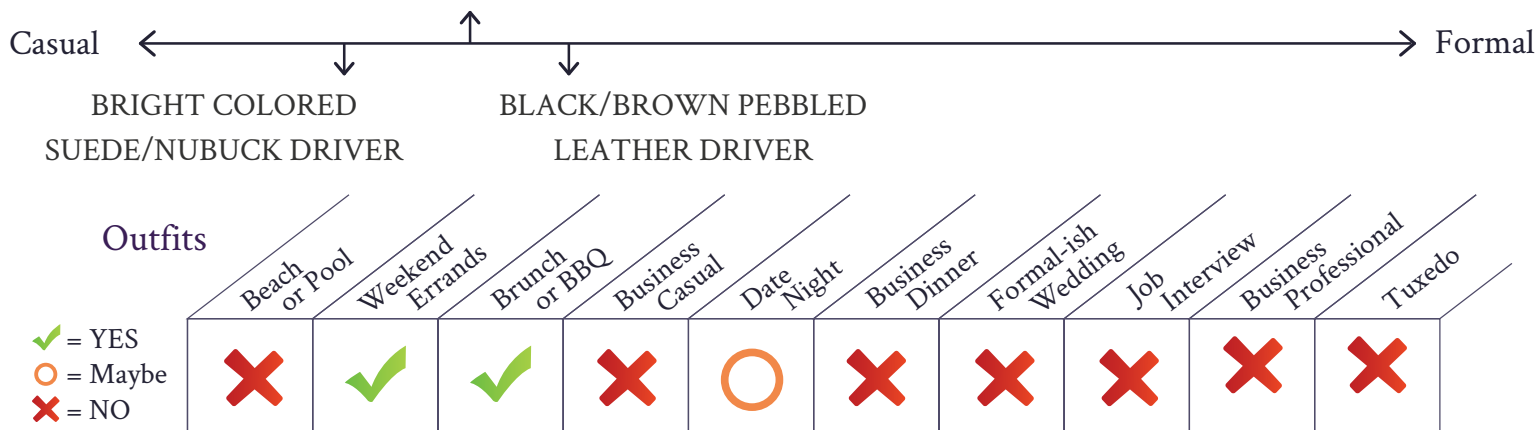 Casual
Formal
BRIGHT COLORED
SUEDE/NUBUCK DRIVER
BLACK/BROWN PEBBLED
LEATHER DRIVER
Outfits
Beach
or Pool
Weekend
Errands
Brunch
or BBQ
Business
Casual
Date
Night
Business
Dinner
Formal-ish
Wedding
Job
Interview
Business
Professional
Tuxedo
= YES
= Maybe
= NO